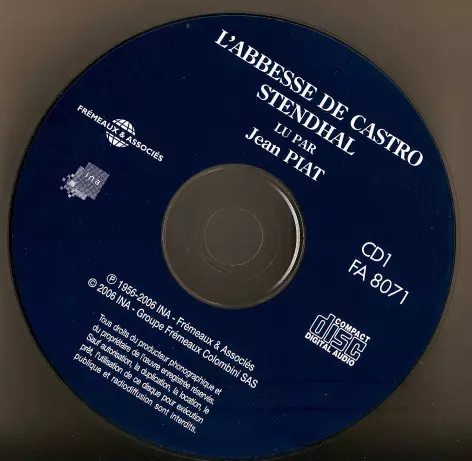 L'ABBESSE DE CASTRO
STENDHAL
LU PAR
Jean PIAT
FRÉMEAUX & ASSOCIÉS
ina
CD1
FA 8071
COMPACT
disc
DIGITAL AUDIO
Ⓟ 1956-2006 INA - Frémeaux & Associés
© 2006 INA - Groupe Frémeaux Colombini SAS
Tous droits du producteur phonographique et
du propriétaire de l'œuvre enregistrée réservés.
Sauf autorisation, la duplication, la location, le
prêt, l'utilisation de ce disque pour exécution
publique et radiodiffusion sont interdits.